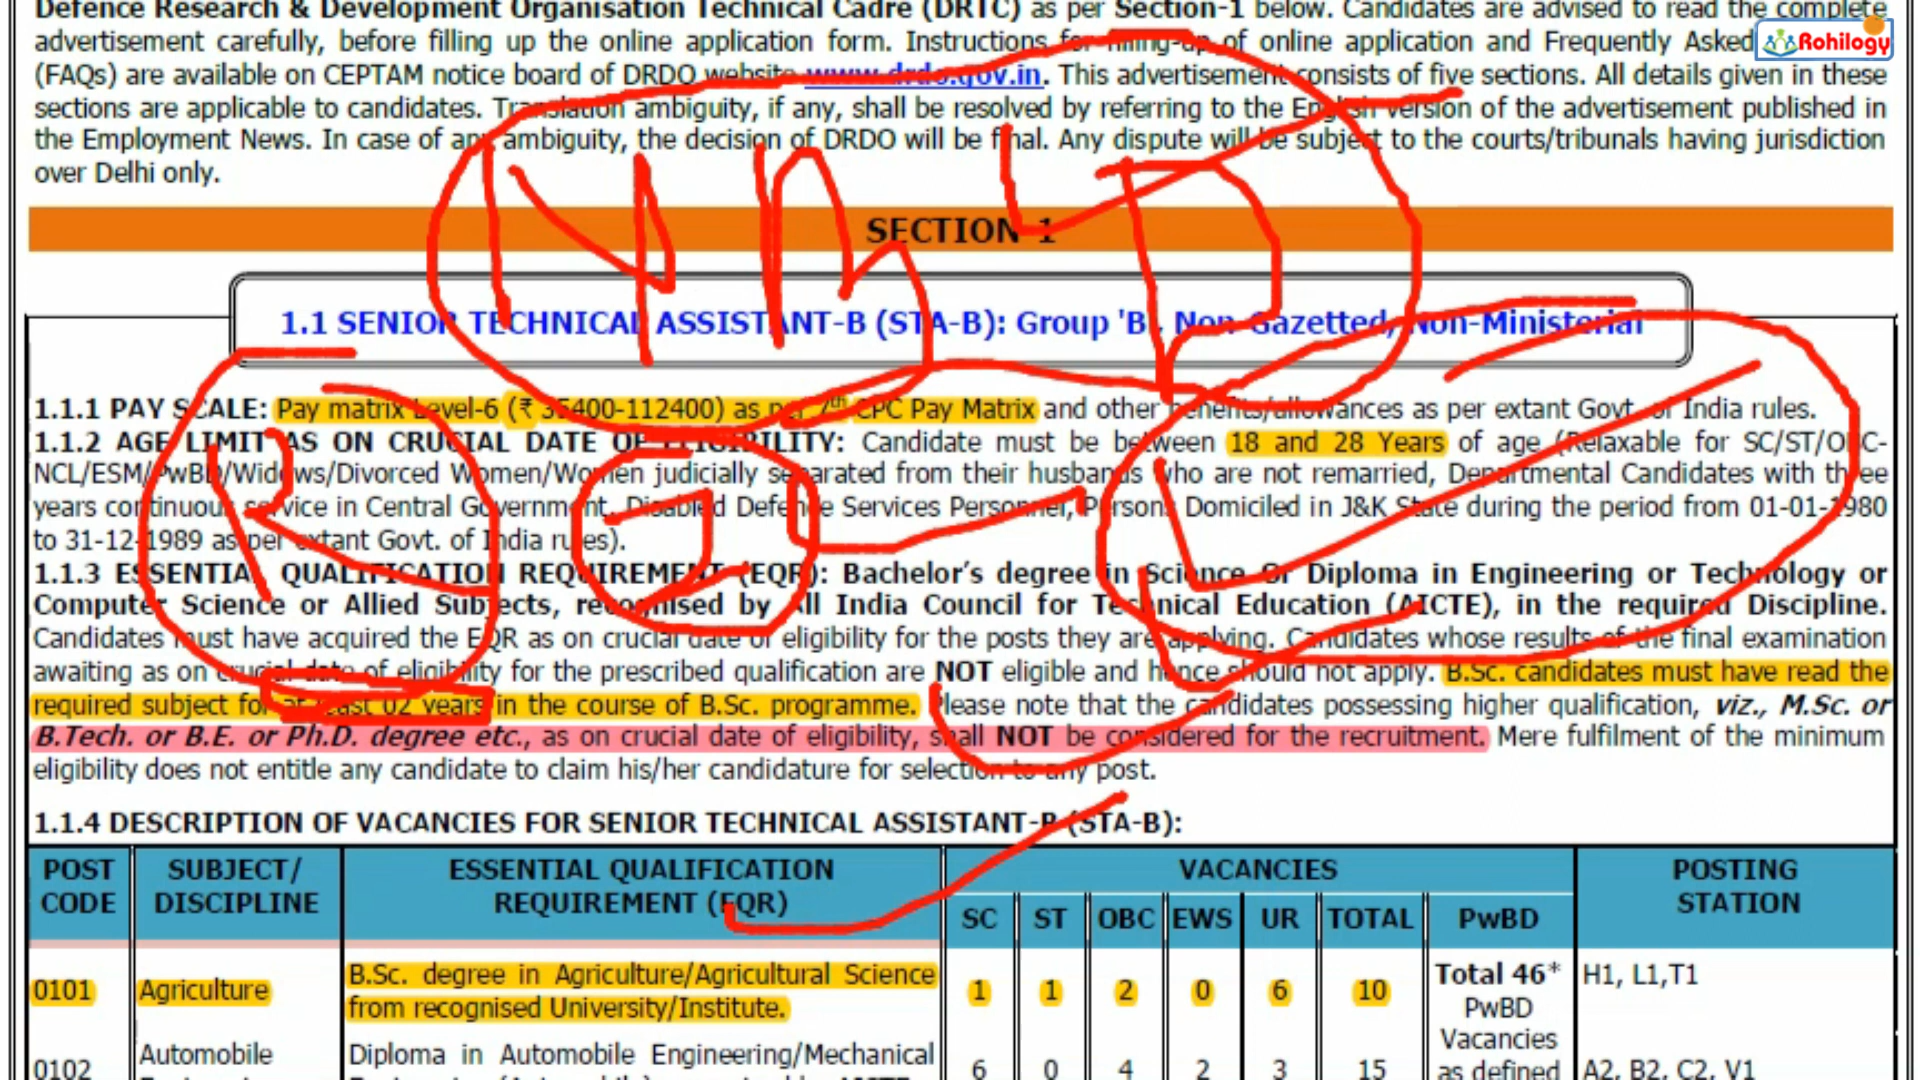 Defence Research & Development Organisation Technical Cadre (DRTC) as per Section-1 below. Candidates are advised to read the complete
advertisement carefully, before filling up the online application form. Instructions for filling-up of online application and Frequently Asked
Rohilogy
(FAQs) are available on CEPTAM notice board of DRDO website www.drdo.gov.in. This advertisement consists of five sections. All details given in these
sections are applicable to candidates. Translation ambiguity, if any, shall be resolved by referring to the English version of the advertisement published in
the Employment News. In case of any ambiguity, the decision of DRDO will be final. Any dispute will be subject to the courts/tribunals having jurisdiction
over Delhi only.
SECTION-1
1.1 SENIOR TECHNICAL ASSISTANT-B (STA-B): Group 'B', Non-Gazetted, Non-Ministerial
1.1.1 PAY SCALE: Pay matrix Level-6 (₹ 35400-112400) as per 7th CPC Pay Matrix and other benefits/allowances as per extant Govt. of India rules.
1.1.2 AGE LIMIT AS ON CRUCIAL DATE OF ELIGIBILITY: Candidate must be between 18 and 28 Years of age (Relaxable for SC/ST/OBC-
NCL/ESM/PwBD/Widows/Divorced Women/Women judicially separated from their husbands who are not remarried, Departmental Candidates with three
years continuous service in Central Government, Disabled Defence Services Personnel, Persons Domiciled in J&K State during the period from 01-01-1980
to 31-12-1989 as per extant Govt. of India rules).
1.1.3 ESSENTIAL QUALIFICATION REQUIREMENT (EQR): Bachelor's degree in Science or Diploma in Engineering or Technology or
Computer Science or Allied Subjects, recognised by All India Council for Technical Education (AICTE), in the required Discipline.
Candidates must have acquired the EQR as on crucial date of eligibility for the posts they are applying. Candidates whose results of the final examination
awaiting as on crucial date of eligibility for the prescribed qualification are NOT eligible and hence should not apply. B.Sc. candidates must have read the
required subject for at least 02 years in the course of B.Sc. programme. Please note that the candidates possessing higher qualification, viz., M.Sc. or
B.Tech. or B.E. or Ph.D. degree etc., as on crucial date of eligibility, shall NOT be considered for the recruitment. Mere fulfilment of the minimum
eligibility does not entitle any candidate to claim his/her candidature for selection to any post.
1.1.4 DESCRIPTION OF VACANCIES FOR SENIOR TECHNICAL ASSISTANT-B (STA-B):
POST CODE SUBJECT/ DISCIPLINE ESSENTIAL QUALIFICATION REQUIREMENT (EQR) VACANCIES POSTING STATION
SC ST OBC EWS UR TOTAL PwBD
0101 Agriculture B.Sc. degree in Agriculture/Agricultural Science from recognised University/Institute. 1 1 2 0 6 10 Total 46* PwBD Vacancies as defined H1, L1,T1
0102 Automobile Diploma in Automobile Engineering/Mechanical 6 0 4 2 3 15 A2, B2, C2, V1